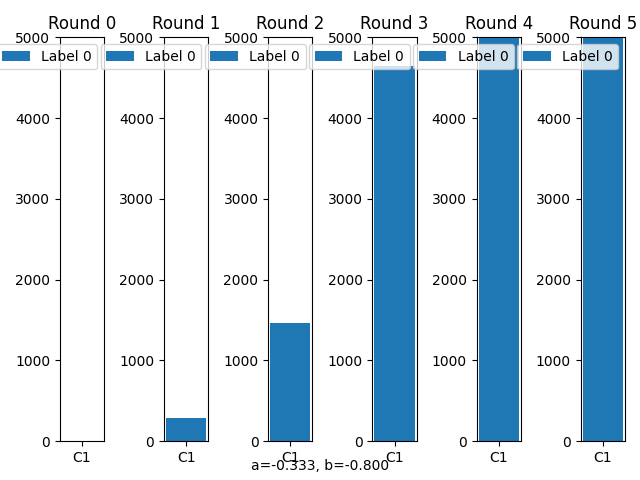 Round 0 Round 1 Round 2 Round 3 Round 4 Round 5
5000 5000 5000 5000 5000 5000
Label 0 Label 0 Label 0 Label 0 Label 0 Label 0
4000 4000 4000 4000 4000 4000
3000 3000 3000 3000 3000 3000
2000 2000 2000 2000 2000 2000
1000 1000 1000 1000 1000 1000
0 0 0 0 0 0
C1 C1 C1 C1 C1 C1
a=-0.333, b=-0.800